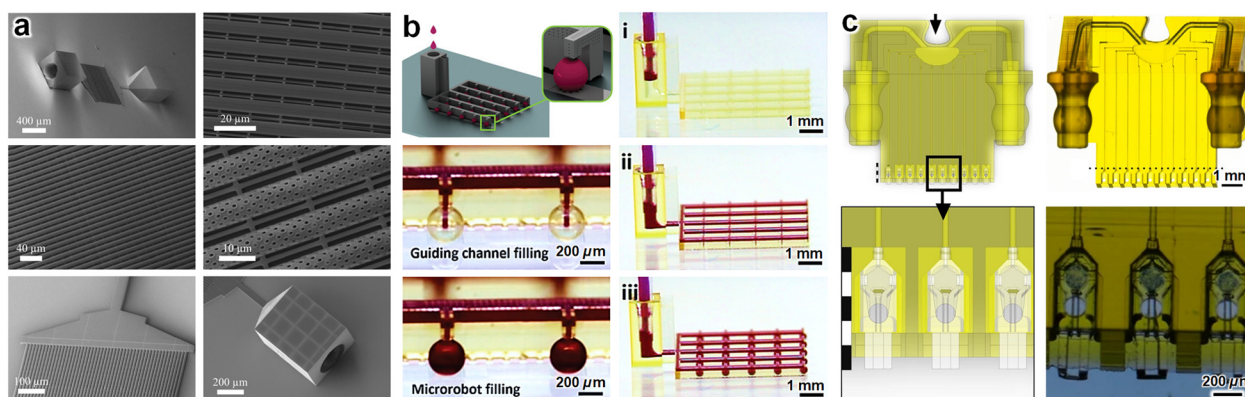 a
400 µm
20 µm
40 µm
10 µm
100 µm
200 µm
b
i
1 mm
Guiding channel filling
200 µm
ii
1 mm
Microrobot filling
200 µm
iii
1 mm
c
1 mm
200 µm